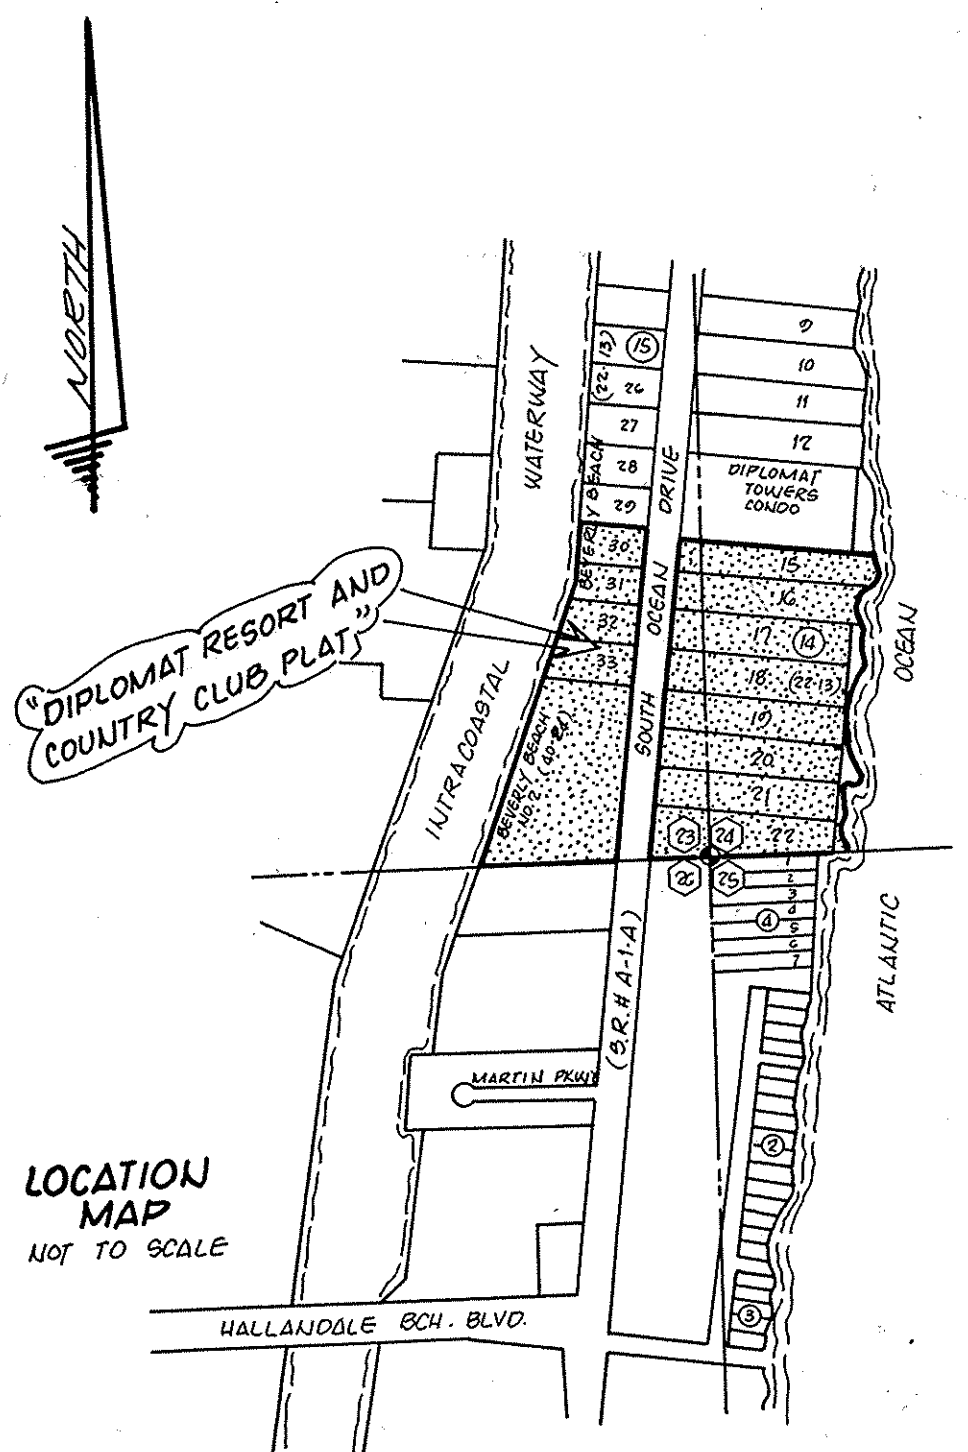 NORTH
WATERWAY
(22-13)
15
26
27
28
29
30
31
32
33
BEVERLY BEACH
SOUTH OCEAN DRIVE
9
10
11
12
DIPLOMAT
TOWERS
CONDO
15
16
17
14
18
(22-13)
19
20
21
22
OCEAN
"DIPLOMAT RESORT AND
COUNTRY CLUB PLAT"
INTRACOASTAL
BEVERLY BEACH
NO. 2 (40-24)
23
24
26
25
1
2
3
4
4
5
6
7
ATLANTIC
(S.R.# A-1-A)
MARTIN PKWY
2
3
LOCATION
MAP
NOT TO SCALE
HALLANDALE BCH. BLVD.